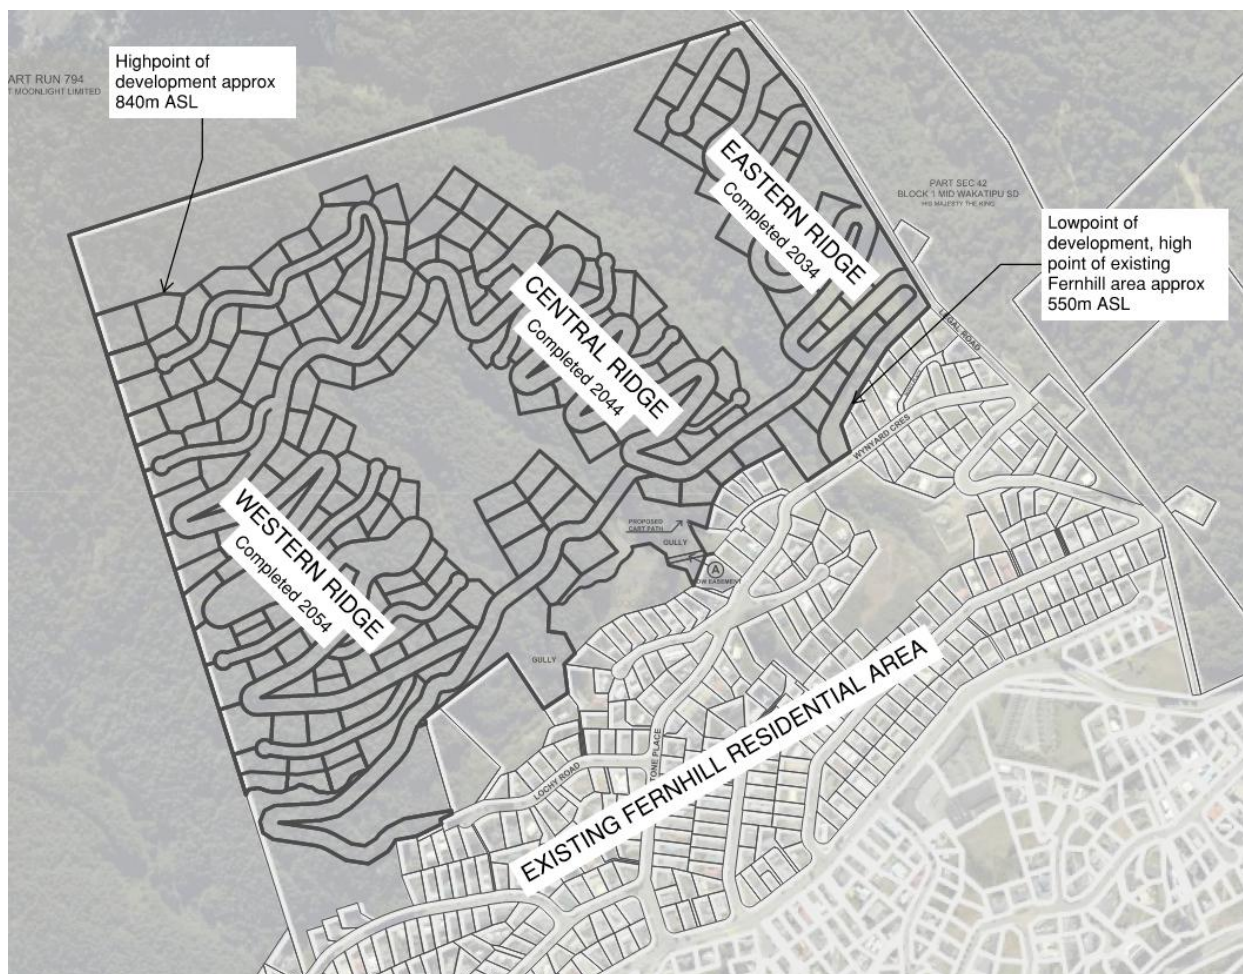 Highpoint of
development approx
840m ASL
ART RUN 794
T MOONLIGHT LIMITED
EASTERN RIDGE
Completed 2034
PART SEC 42
BLOCK 1 MID WAKATIPU SD
HIS MAJESTY THE KING
Lowpoint of
development, high
point of existing
Fernhill area approx
550m ASL
LEGAL ROAD
CENTRAL RIDGE
Completed 2044
WYNYARD CRES
WESTERN RIDGE
Completed 2054
PROPOSED
CART PATH
GULLY
A
OW EASEMENT
GULLY
EXISTING FERNHILL RESIDENTIAL AREA
TONE PLACE
LOCHY ROAD